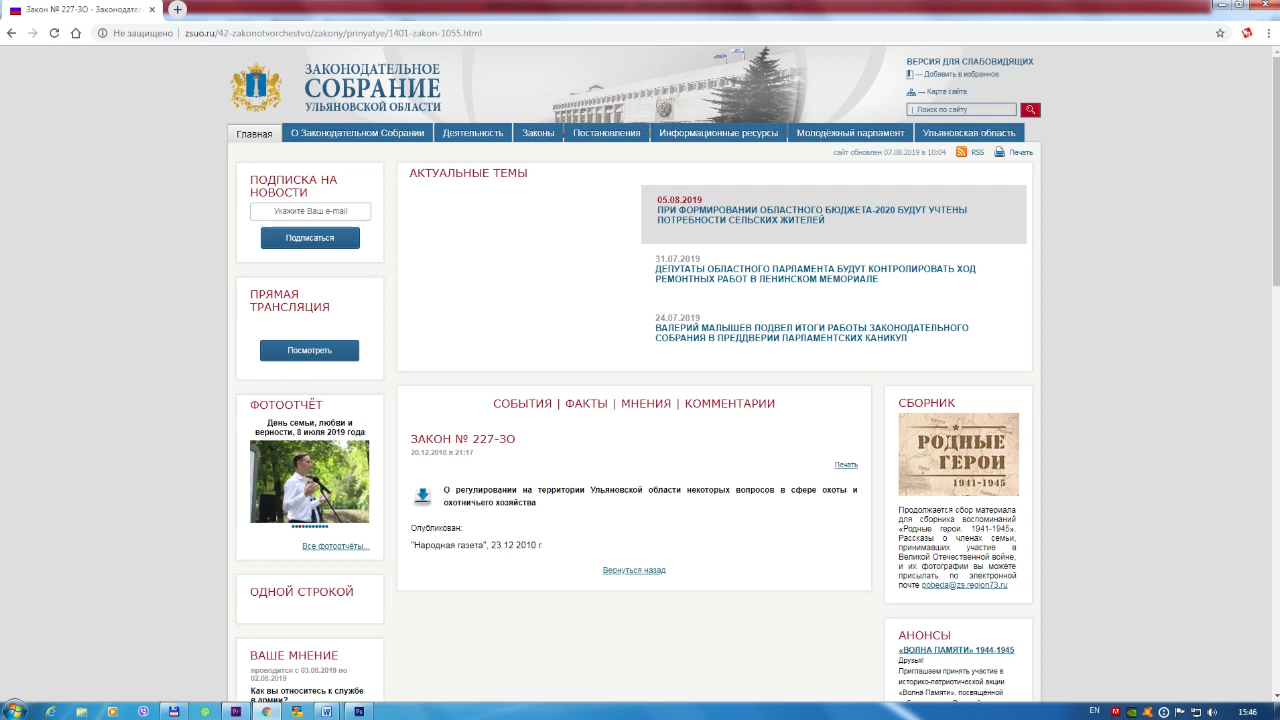 Закон № 227-ЗО - Законодател
Не защищено | zsuo.ru/42-zakonotvorchestvo/zakony/prinyatye/1401-zakon-1055.html
ЗАКОНОДАТЕЛЬНОЕ
СОБРАНИЕ
УЛЬЯНОВСКОЙ ОБЛАСТИ
ВЕРСИЯ ДЛЯ СЛАБОВИДЯЩИХ
— Добавить в избранное
— Карта сайта
Поиск по сайту
Главная О Законодательном Собрании Деятельность Законы Постановления Информационные ресурсы Молодёжный парламент Ульяновская область
сайт обновлен 07.08.2019 в 10:04 RSS Печать
ПОДПИСКА НА
НОВОСТИ
Укажите Ваш e-mail
Подписаться
ПРЯМАЯ
ТРАНСЛЯЦИЯ
Посмотреть
ФОТООТЧЁТ
День семьи, любви и
верности, 8 июля 2019 года
Все фотоотчёты...
ОДНОЙ СТРОКОЙ
ВАШЕ МНЕНИЕ
проводится с 03.06.2019 по
02.08.2019
Как вы относитесь к службе
в армии?
АКТУАЛЬНЫЕ ТЕМЫ
05.08.2019
ПРИ ФОРМИРОВАНИИ ОБЛАСТНОГО БЮДЖЕТА-2020 БУДУТ УЧТЕНЫ
ПОТРЕБНОСТИ СЕЛЬСКИХ ЖИТЕЛЕЙ
31.07.2019
ДЕПУТАТЫ ОБЛАСТНОГО ПАРЛАМЕНТА БУДУТ КОНТРОЛИРОВАТЬ ХОД
РЕМОНТНЫХ РАБОТ В ЛЕНИНСКОМ МЕМОРИАЛЕ
24.07.2019
ВАЛЕРИЙ МАЛЫШЕВ ПОДВЕЛ ИТОГИ РАБОТЫ ЗАКОНОДАТЕЛЬНОГО
СОБРАНИЯ В ПРЕДДВЕРИИ ПАРЛАМЕНТСКИХ КАНИКУЛ
СОБЫТИЯ | ФАКТЫ | МНЕНИЯ | КОММЕНТАРИИ
ЗАКОН № 227-ЗО
20.12.2010 в 21:17
Печать
О регулировании на территории Ульяновской области некоторых вопросов в сфере охоты и
охотничьего хозяйства
Опубликован:
"Народная газета", 23.12 2010 г.
Вернуться назад
СБОРНИК
РОДНЫЕ
ГЕРОИ
1941-1945
Продолжается сбор материала
для сборника воспоминаний
«Родные герои. 1941-1945».
Рассказы о членах семьи,
принимавших участие в
Великой Отечественной войне,
и их фотографии вы можете
присылать по электронной
почте pobeda@zs.region73.ru
АНОНСЫ
«ВОЛНА ПАМЯТИ» 1944-1945
Друзья!
Приглашаем принять участие в
историко-патриотической акции
«Волна Памяти», посвященной
EN 15:46